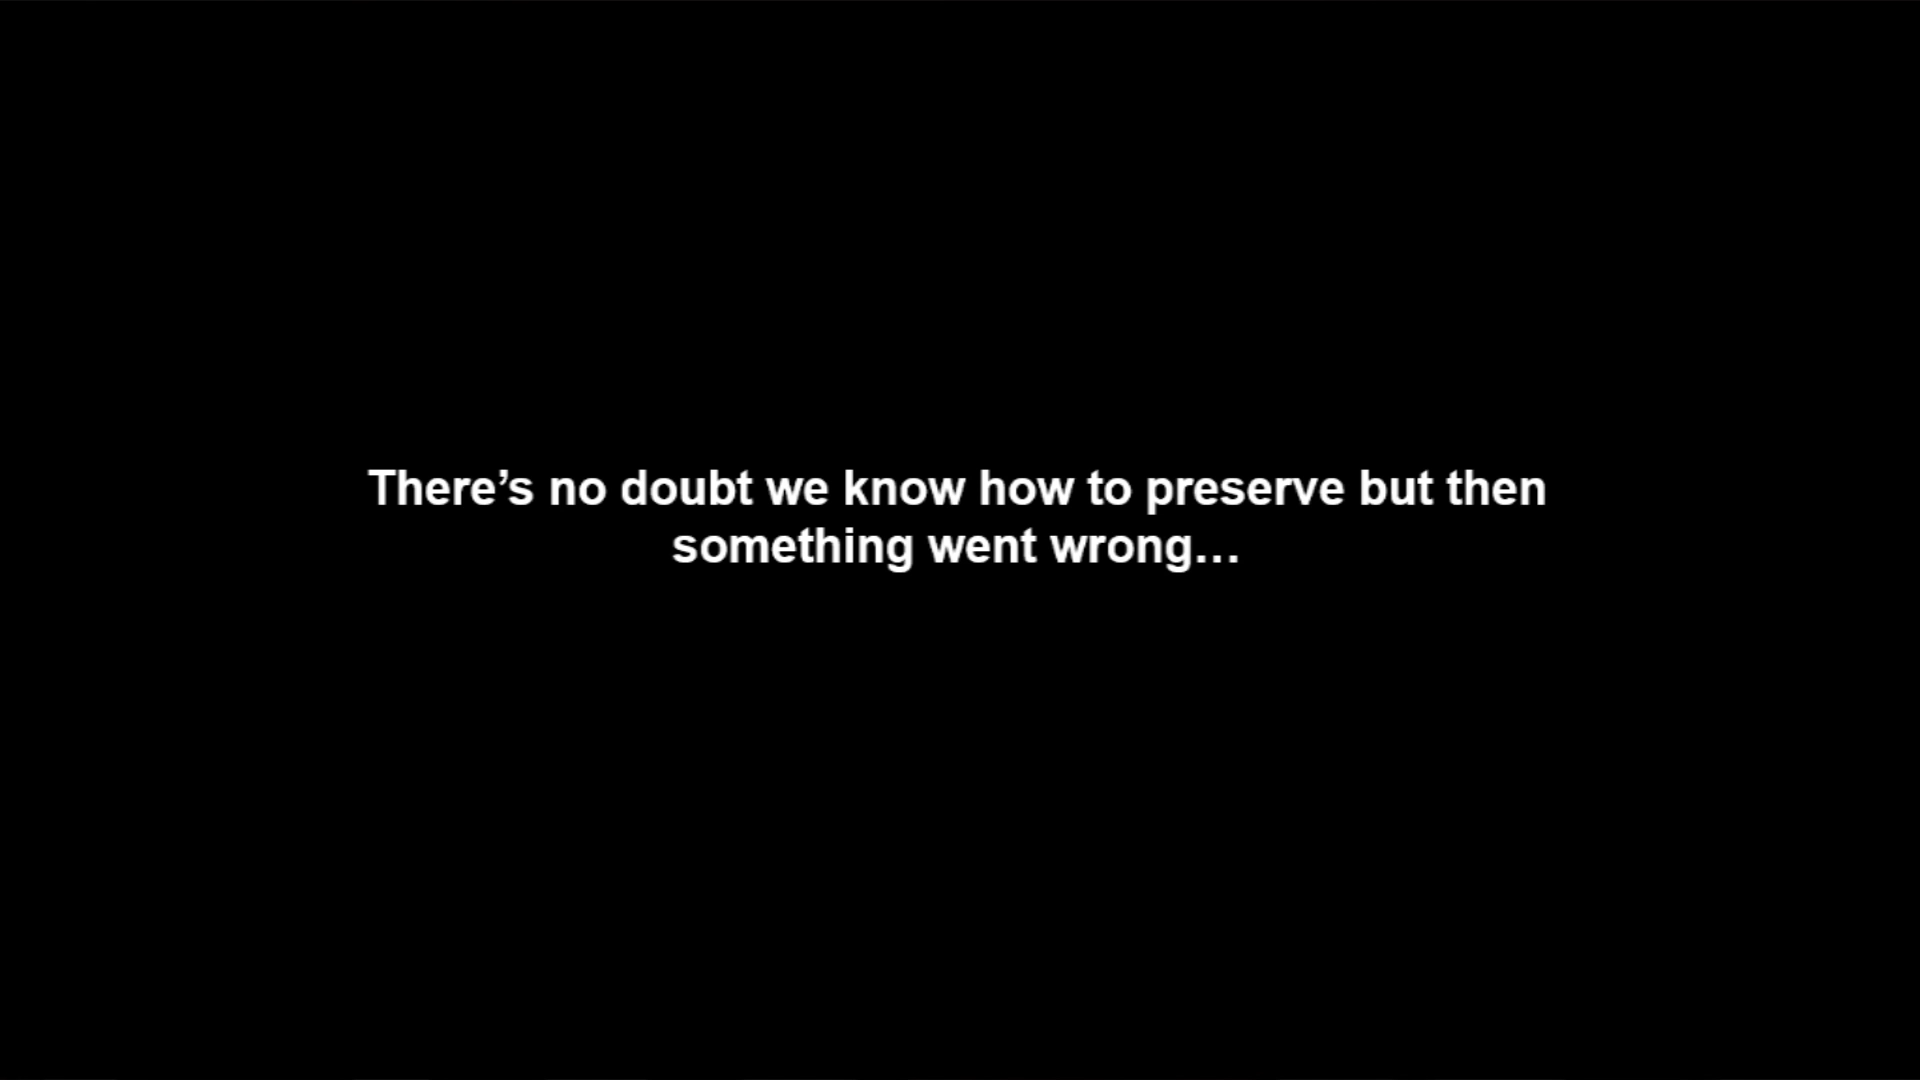 There’s no doubt we know how to preserve but then
something went wrong…